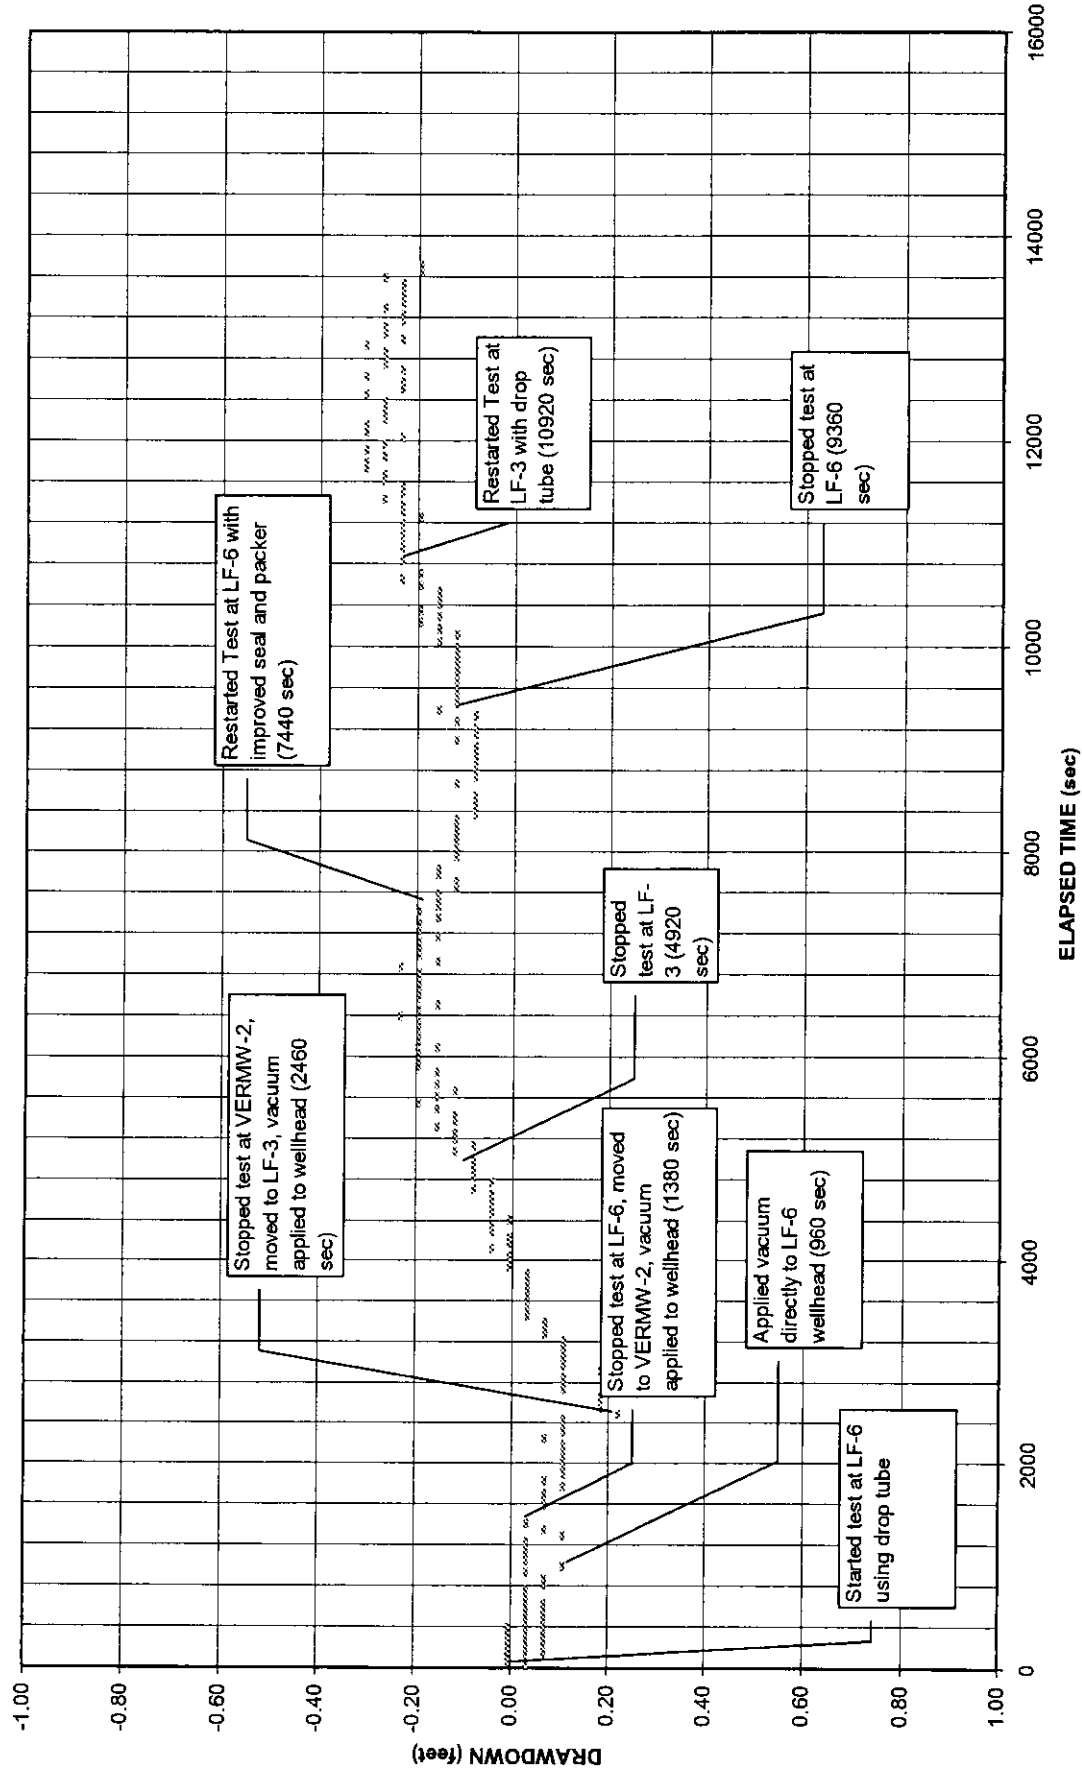 -1.00
-0.80
-0.60
-0.40
-0.20
0.00
0.20
0.40
0.60
0.80
1.00
DRAWDOWN (feet)
Stopped test at VERMW-2,
moved to LF-3, vacuum
applied to wellhead (2460
sec)
Restarted Test at LF-6 with
improved seal and packer
(7440 sec)
Restarted Test at
LF-3 with drop
tube (10920 sec)
Stopped
test at LF-
3 (4920
sec)
Stopped test at
LF-6 (9360
sec)
Stopped test at LF-6, moved
to VERMW-2, vacuum
applied to wellhead (1380 sec)
Applied vacuum
directly to LF-6
wellhead (960 sec)
Started test at LF-6
using drop tube
0
2000
4000
6000
8000
10000
12000
14000
16000
ELAPSED TIME (sec)